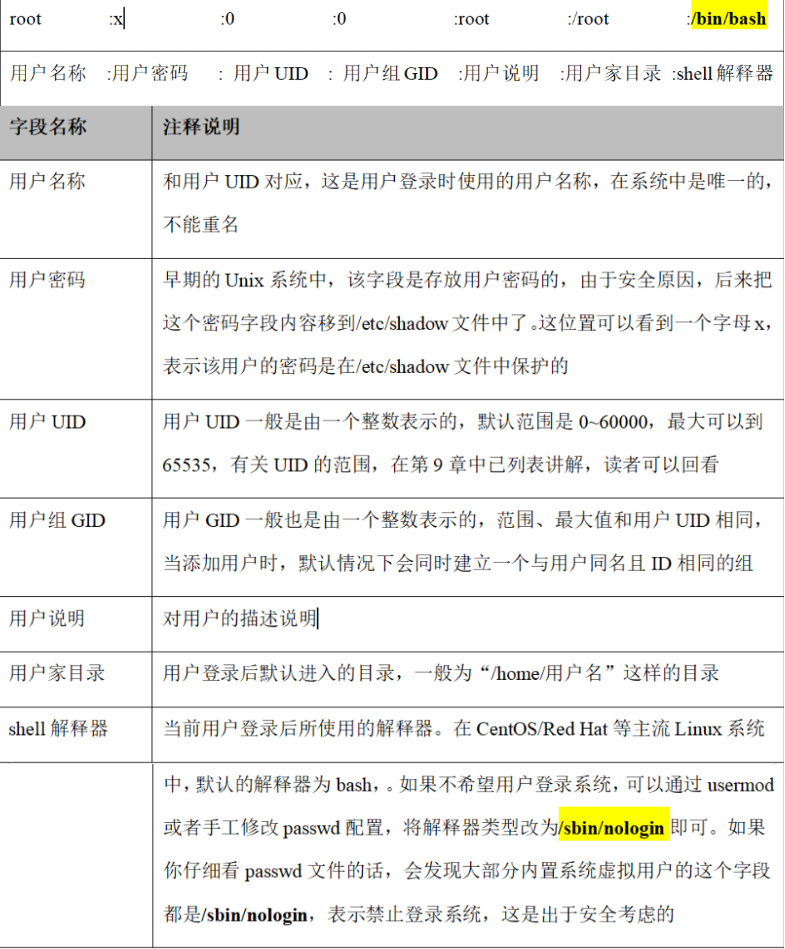 root :x :0 :0 :root :/root :/bin/bash
用户名称 :用户密码 : 用户 UID : 用户组 GID :用户说明 :用户家目录 :shell 解释器
字段名称 注释说明
用户名称 和用户 UID 对应，这是用户登录时使用的用户名称，在系统中是唯一的，
不能重名
用户密码 早期的 Unix 系统中，该字段是存放用户密码的，由于安全原因，后来把
这个密码字段内容移到/etc/shadow 文件中了。这位置可以看到一个字母 x，
表示该用户的密码是在/etc/shadow 文件中保护的
用户 UID 用户 UID 一般是由一个整数表示的，默认范围是 0~60000，最大可以到
65535，有关 UID 的范围，在第 9 章中己列表讲解，读者可以回看
用户组 GID 用户 GID 一般也是由一个整数表示的，范围、最大值和用户 UID 相同，
当添加用户时，默认情况下会同时建立一个与用户同名且 ID 相同的组
用户说明 对用户的描述说明
用户家目录 用户登录后默认进入的目录，一般为“/home/用户名”这样的目录
shell 解释器 当前用户登录后所使用的解释器。在 CentOS/Red Hat 等主流 Linux 系统
中，默认的解释器为 bash，。如果不希望用户登录系统，可以通过 usermod
或者手工修改 passwd 配置，将解释器类型改为/sbin/nologin 即可。如果
你仔细看 passwd 文件的话，会发现大部分内置系统虚拟用户的这个字段
都是/sbin/nologin，表示禁止登录系统，这是出于安全考虑的